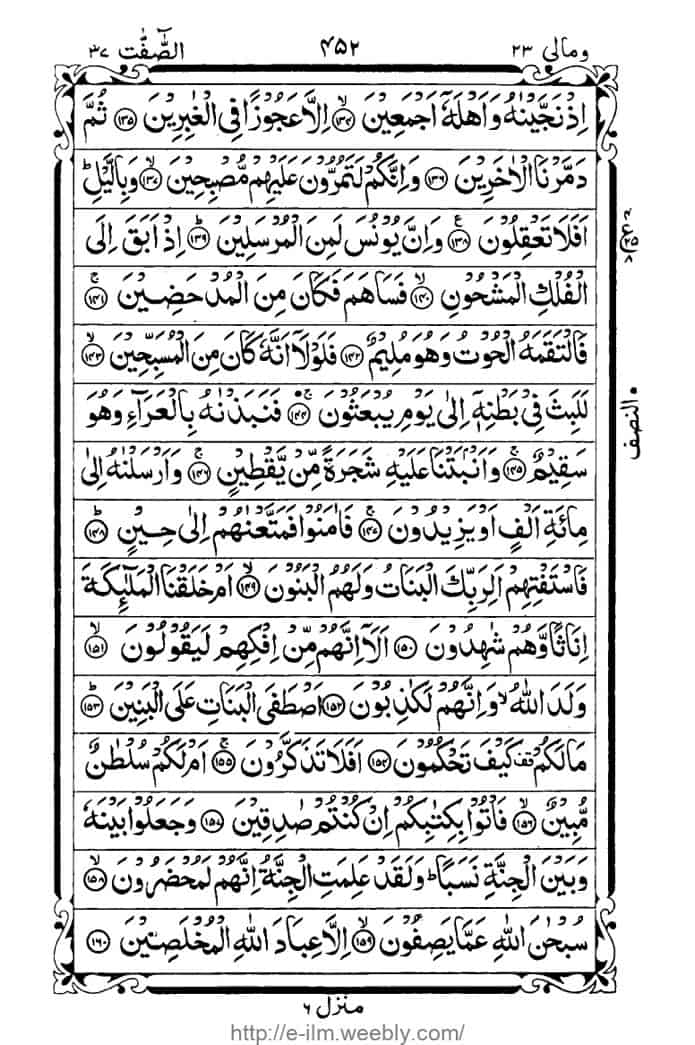 الصّٰٓفّٰت ٣٧ ٤٥٢ ومالی ٢٣
اِذْ نَجَّيْنٰهُ وَاَهْلَهٗٓ اَجْمَعِيْنَ ۙ﴿١٣٤﴾ اِلَّا عَجُوْزًا فِى الْغٰبِرِيْنَ ﴿١٣٥﴾ ثُمَّ
دَمَّرْنَا الْاٰخَرِيْنَ ﴿١٣٦﴾ وَاِنَّكُمْ لَتَمُرُّوْنَ عَلَيْهِمْ مُّصْبِحِيْنَ ۙ﴿١٣٧﴾ وَبِالَّيْلِ ؕ
اَفَلَا تَعْقِلُوْنَ ۧ﴿١٣٨﴾ وَاِنَّ يُوْنُسَ لَمِنَ الْمُرْسَلِيْنَ ؕ﴿١٣٩﴾ اِذْ اَبَقَ اِلَى
الْفُلْكِ الْمَشْحُوْنِ ۙ﴿١٤٠﴾ فَسَاهَمَ فَكَانَ مِنَ الْمُدْحَضِيْنَ ۚ﴿١٤١﴾
فَالْتَقَمَهُ الْحُوْتُ وَهُوَ مُلِيْمٌ ﴿١٤٢﴾ فَلَوْلَاۤ اَنَّهٗ كَانَ مِنَ الْمُسَبِّحِيْنَ ۙ﴿١٤٣﴾
لَلَبِثَ فِىْ بَطْنِهٖۤ اِلٰى يَوْمِ يُبْعَثُوْنَ ۚ﴿١٤٤﴾ فَنَبَذْنٰهُ بِالْعَرَآءِ وَهُوَ
سَقِيْمٌ ۚ﴿١٤٥﴾ وَاَنْۢبَتْنَا عَلَيْهِ شَجَرَةً مِّنْ يَّقْطِيْنٍ ۚ﴿١٤٦﴾ وَاَرْسَلْنٰهُ اِلٰى
مِائَةِ اَلْفٍ اَوْ يَزِيْدُوْنَ ۚ﴿١٤٧﴾ فَاٰمَنُوْا فَمَتَّعْنٰهُمْ اِلٰى حِيْنٍ ؕ﴿١٤٨﴾
فَاسْتَفْتِهِمْ اَلِرَبِّكَ الْبَنَاتُ وَلَهُمُ الْبَنُوْنَ ۙ﴿١٤٩﴾ اَمْ خَلَقْنَا الْمَلٰٓئِكَةَ
اِنَاثًا وَّهُمْ شٰهِدُوْنَ ﴿١٥٠﴾ اَلَاۤ اِنَّهُمْ مِّنْ اِفْكِهِمْ لَيَقُوْلُوْنَ ۙ﴿١٥١﴾
وَلَدَ اللّٰهُ ۙ وَاِنَّهُمْ لَكٰذِبُوْنَ ﴿١٥٢﴾ اَصْطَفَى الْبَنَاتِ عَلَى الْبَنِيْنَ ؕ﴿١٥٣﴾
مَا لَكُمْ قف كَيْفَ تَحْكُمُوْنَ ﴿١٥٤﴾ اَفَلَا تَذَكَّرُوْنَ ۚ﴿١٥٥﴾ اَمْ لَكُمْ سُلْطٰنٌ
مُّبِيْنٌ ۙ﴿١٥٦﴾ فَاْتُوْا بِكِتٰبِكُمْ اِنْ كُنْتُمْ صٰدِقِيْنَ ﴿١٥٧﴾ وَجَعَلُوْا بَيْنَهٗ
وَبَيْنَ الْجِنَّةِ نَسَبًا ؕ وَلَقَدْ عَلِمَتِ الْجِنَّةُ اِنَّهُمْ لَمُحْضَرُوْنَ ۙ﴿١٥٨﴾
سُبْحٰنَ اللّٰهِ عَمَّا يَصِفُوْنَ ۙ﴿١٥٩﴾ اِلَّا عِبَادَ اللّٰهِ الْمُخْلَصِيْنَ ﴿١٦٠﴾
النصف
منزل ٦
http://e-ilm.weebly.com/